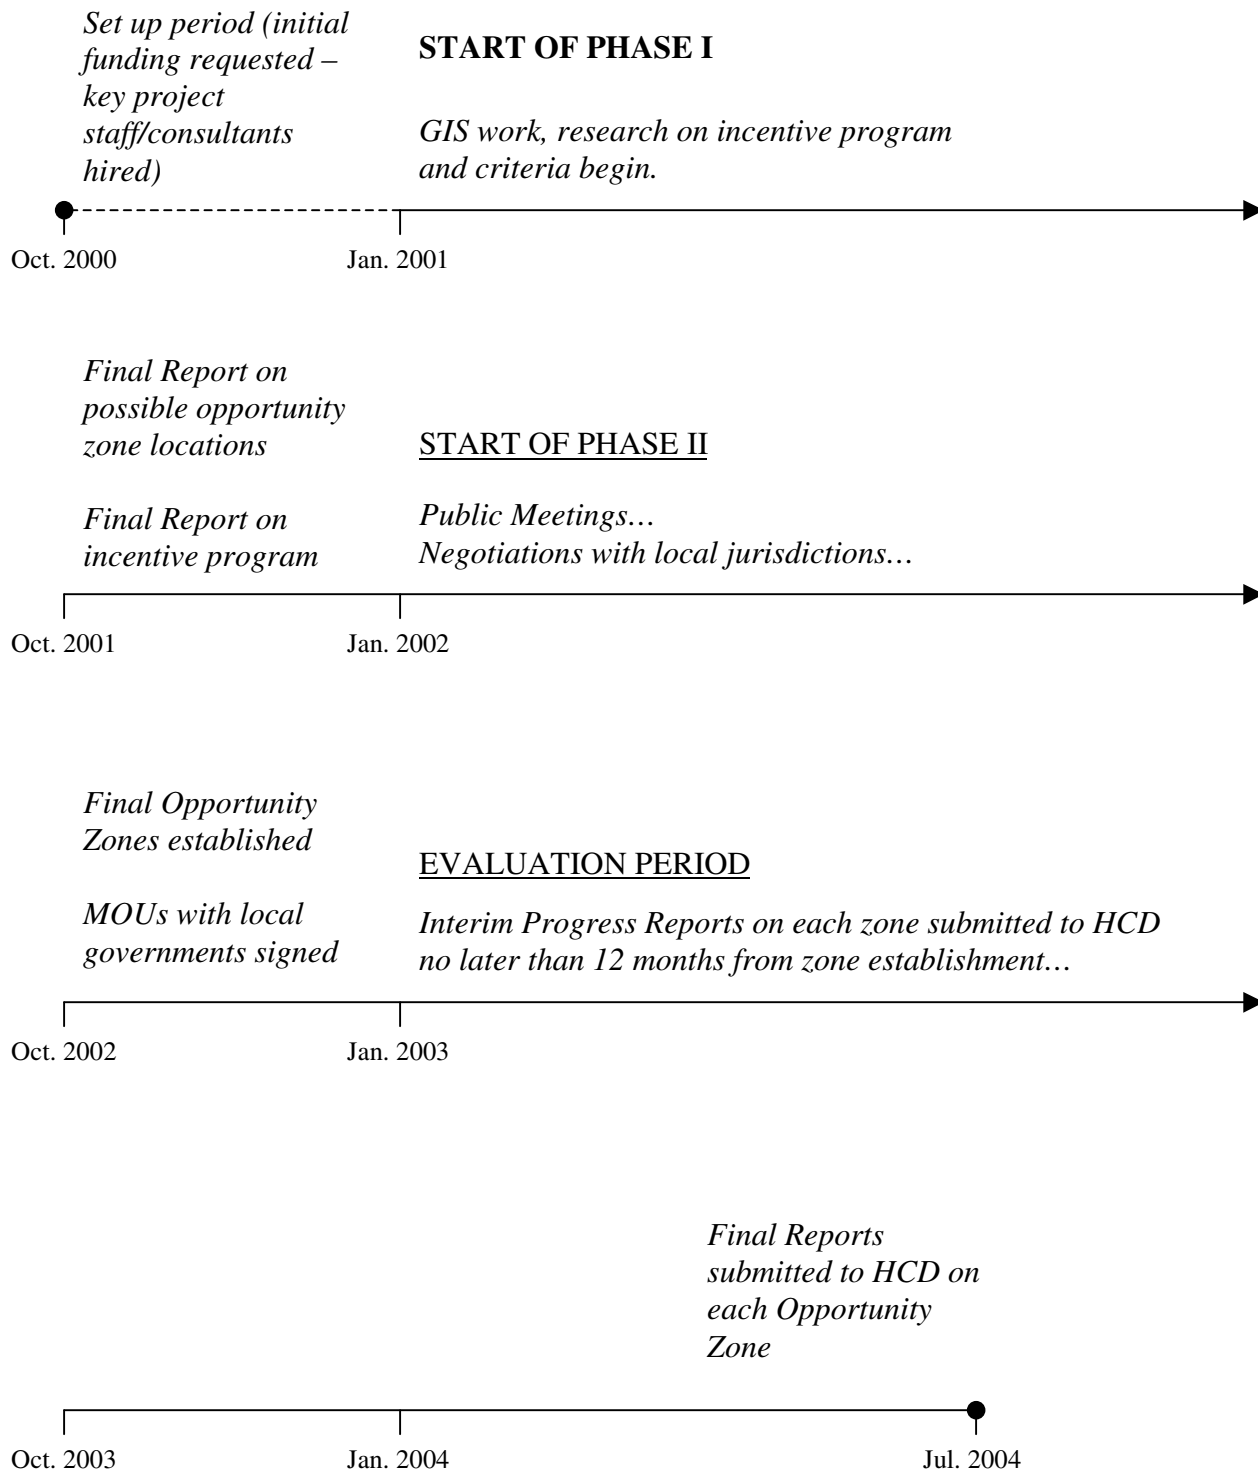 Set up period (initial
funding requested –
key project
staff/consultants
hired)
START OF PHASE I
GIS work, research on incentive program
and criteria begin.
Oct. 2000
Jan. 2001
Final Report on
possible opportunity
zone locations
Final Report on
incentive program
START OF PHASE II
Public Meetings…
Negotiations with local jurisdictions…
Oct. 2001
Jan. 2002
Final Opportunity
Zones established
MOUs with local
governments signed
EVALUATION PERIOD
Interim Progress Reports on each zone submitted to HCD
no later than 12 months from zone establishment…
Oct. 2002
Jan. 2003
Final Reports
submitted to HCD on
each Opportunity
Zone
Oct. 2003
Jan. 2004
Jul. 2004